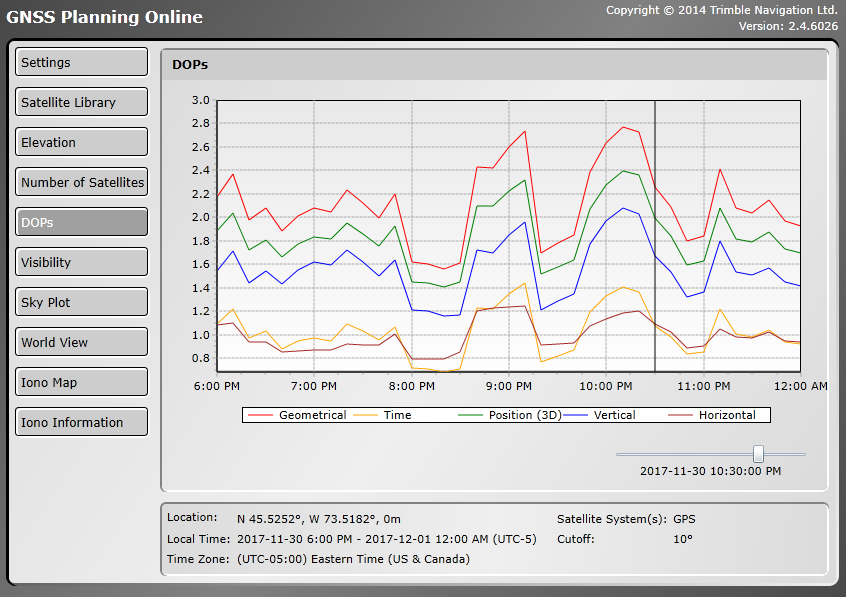 GNSS Planning Online
Copyright © 2014 Trimble Navigation Ltd.
Version: 2.4.6026
Settings
Satellite Library
Elevation
Number of Satellites
DOPs
Visibility
Sky Plot
World View
Iono Map
Iono Information
DOPs
3.0
2.8
2.6
2.4
2.2
2.0
1.8
1.6
1.4
1.2
1.0
0.8
6:00 PM 7:00 PM 8:00 PM 9:00 PM 10:00 PM 11:00 PM 12:00 AM
Geometrical Time Position (3D) Vertical Horizontal
2017-11-30 10:30:00 PM
Location: N 45.5252°, W 73.5182°, 0m Satellite System(s): GPS
Local Time: 2017-11-30 6:00 PM - 2017-12-01 12:00 AM (UTC-5) Cutoff: 10°
Time Zone: (UTC-05:00) Eastern Time (US & Canada)